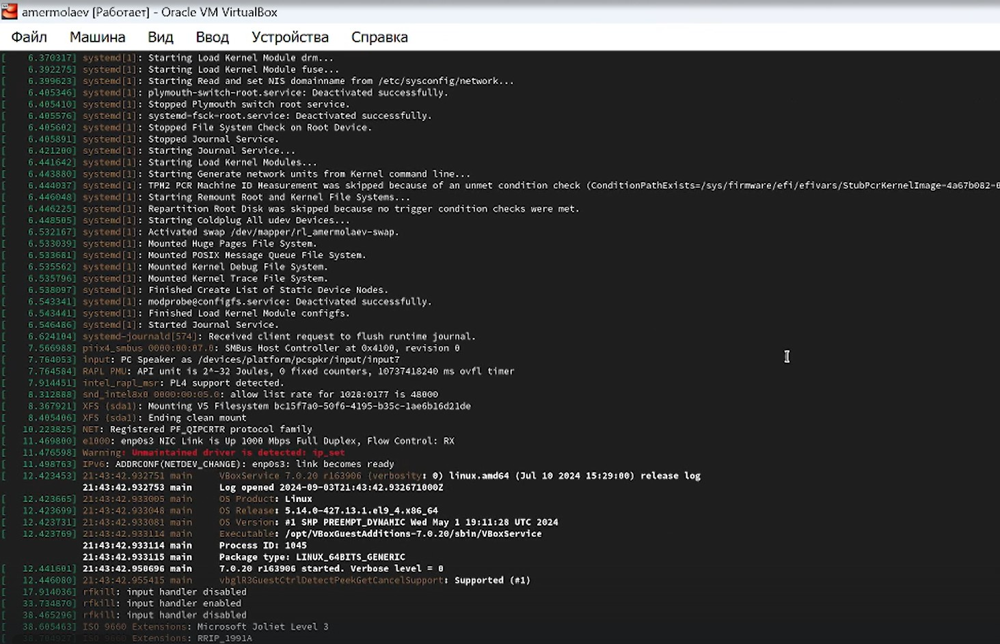 amermolaev [Работает] - Oracle VM VirtualBox
Файл Машина Вид Ввод Устройства Справка
[ 6.370317] systemd[1]: Starting Load Kernel Module drm...
[ 6.392275] systemd[1]: Starting Load Kernel Module fuse...
[ 6.399623] systemd[1]: Starting Read and set NIS domainname from /etc/sysconfig/network...
[ 6.405346] systemd[1]: plymouth-switch-root.service: Deactivated successfully.
[ 6.405410] systemd[1]: Stopped Plymouth switch root service.
[ 6.405576] systemd[1]: systemd-fsck-root.service: Deactivated successfully.
[ 6.405602] systemd[1]: Stopped File System Check on Root Device.
[ 6.405891] systemd[1]: Stopped Journal Service.
[ 6.421200] systemd[1]: Starting Journal Service...
[ 6.441642] systemd[1]: Starting Load Kernel Modules...
[ 6.443880] systemd[1]: Starting Generate network units from Kernel command line...
[ 6.444037] systemd[1]: TPM2 PCR Machine ID Measurement was skipped because of an unmet condition check (ConditionPathExists=/sys/firmware/efi/efivars/StubPcrKernelImage-4a67b082-0
[ 6.446048] systemd[1]: Starting Remount Root and Kernel File Systems...
[ 6.446225] systemd[1]: Repartition Root Disk was skipped because no trigger condition checks were met.
[ 6.448505] systemd[1]: Starting Coldplug All udev Devices...
[ 6.532167] systemd[1]: Activated swap /dev/mapper/rl_amermolaev-swap.
[ 6.533039] systemd[1]: Mounted Huge Pages File System.
[ 6.533681] systemd[1]: Mounted POSIX Message Queue File System.
[ 6.535562] systemd[1]: Mounted Kernel Debug File System.
[ 6.535796] systemd[1]: Mounted Kernel Trace File System.
[ 6.538097] systemd[1]: Finished Create List of Static Device Nodes.
[ 6.543341] systemd[1]: modprobe@configfs.service: Deactivated successfully.
[ 6.543441] systemd[1]: Finished Load Kernel Module configfs.
[ 6.546486] systemd[1]: Started Journal Service.
[ 6.624104] systemd-journald[574]: Received client request to flush runtime journal.
[ 7.566988] piix4_smbus 0000:00:07.0: SMBus Host Controller at 0x4100, revision 0
[ 7.764053] input: PC Speaker as /devices/platform/pcspkr/input/input7
[ 7.764584] RAPL PMU: API unit is 2^-32 Joules, 0 fixed counters, 10737418240 ms ovfl timer
[ 7.914451] intel_rapl_msr: PL4 support detected.
[ 8.312888] snd_intel8x0 0000:00:05.0: allow list rate for 1028:0177 is 48000
[ 8.367921] XFS (sda1): Mounting V5 Filesystem bc15f7a0-50f6-4195-b35c-1ae6b16d21de
[ 8.405406] XFS (sda1): Ending clean mount
[ 10.223825] NET: Registered PF_QIPCRTR protocol family
[ 11.469800] e1000: enp0s3 NIC Link is Up 1000 Mbps Full Duplex, Flow Control: RX
[ 11.476598] Warning: Unmaintained driver is detected: ip_set
[ 11.498763] IPv6: ADDRCONF(NETDEV_CHANGE): enp0s3: link becomes ready
[ 12.423453] 21:43:42.932751 main VBoxService 7.0.20 r163906 (verbosity: 0) linux.amd64 (Jul 10 2024 15:29:00) release log
21:43:42.932753 main Log opened 2024-09-03T21:43:42.932671000Z
[ 12.423665] 21:43:42.933005 main OS Product: Linux
[ 12.423699] 21:43:42.933048 main OS Release: 5.14.0-427.13.1.el9_4.x86_64
[ 12.423731] 21:43:42.933081 main OS Version: #1 SMP PREEMPT_DYNAMIC Wed May 1 19:11:28 UTC 2024
[ 12.423769] 21:43:42.933114 main Executable: /opt/VBoxGuestAdditions-7.0.20/sbin/VBoxService
21:43:42.933114 main Process ID: 1045
21:43:42.933115 main Package type: LINUX_64BITS_GENERIC
[ 12.441601] 21:43:42.950696 main 7.0.20 r163906 started. Verbose level = 0
[ 12.446080] 21:43:42.955415 main vbglR3GuestCtrlDetectPeekGetCancelSupport: Supported (#1)
[ 17.914036] rfkill: input handler disabled
[ 33.734870] rfkill: input handler enabled
[ 38.465296] rfkill: input handler disabled
[ 38.605463] ISO 9660 Extensions: Microsoft Joliet Level 3
[ 38.704927] ISO 9660 Extensions: RRIP_1991A